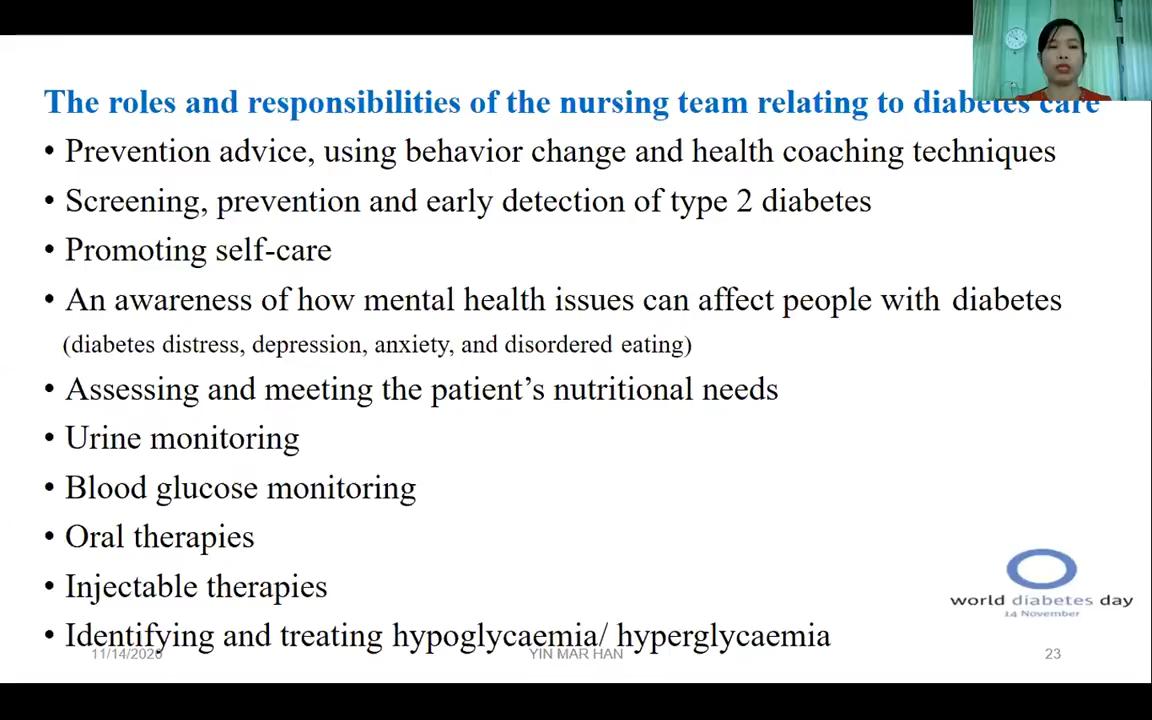 The roles and responsibilities of the nursing team relating to diabetes care
• Prevention advice, using behavior change and health coaching techniques
• Screening, prevention and early detection of type 2 diabetes
• Promoting self-care
• An awareness of how mental health issues can affect people with diabetes
(diabetes distress, depression, anxiety, and disordered eating)
• Assessing and meeting the patient’s nutritional needs
• Urine monitoring
• Blood glucose monitoring
• Oral therapies
• Injectable therapies
world diabetes day
14 November
• Identifying and treating hypoglycaemia/ hyperglycaemia
11/14/2020 YIN MAR HAN 23